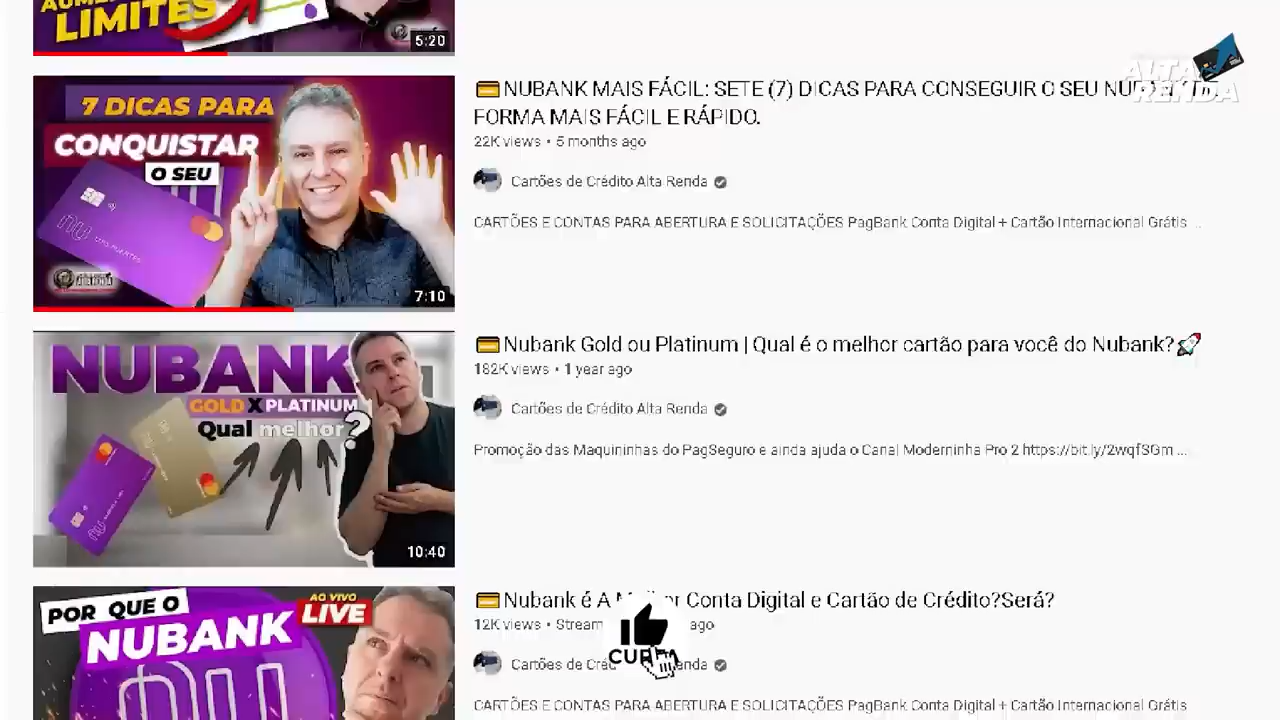 LIMITES
5:20
ALTA
RENDA
7 DICAS PARA
CONQUISTAR
O SEU
nu
7:10
💳NUBANK MAIS FÁCIL: SETE (7) DICAS PARA CONSEGUIR O SEU
FORMA MAIS FÁCIL E RÁPIDO.
22K views • 5 months ago
Cartões de Crédito Alta Renda
CARTÕES E CONTAS PARA ABERTURA E SOLICITAÇÕES PagBank Conta Digital + Cartão Internacional Grátis ...
NUBANK
GOLD X PLATINUM
Qual melhor?
nu
10:40
💳Nubank Gold ou Platinum | Qual é o melhor cartão para você do Nubank?🚀
182K views • 1 year ago
Cartões de Crédito Alta Renda
Promoção das Maquininhas do PagSeguro e ainda ajuda o Canal Moderninha Pro 2 https://bit.ly/2wqfSGm ...
POR QUE O
NUBANK
AO VIVO
LIVE
nu
💳Nubank é A Melhor Conta Digital e Cartão de Crédito?Será?
12K views • Stream ago
Cartões de Créd enda
CARTÕES E CONTAS PARA ABERTURA E SOLICITAÇÕES PagBank Conta Digital + Cartão Internacional Grátis